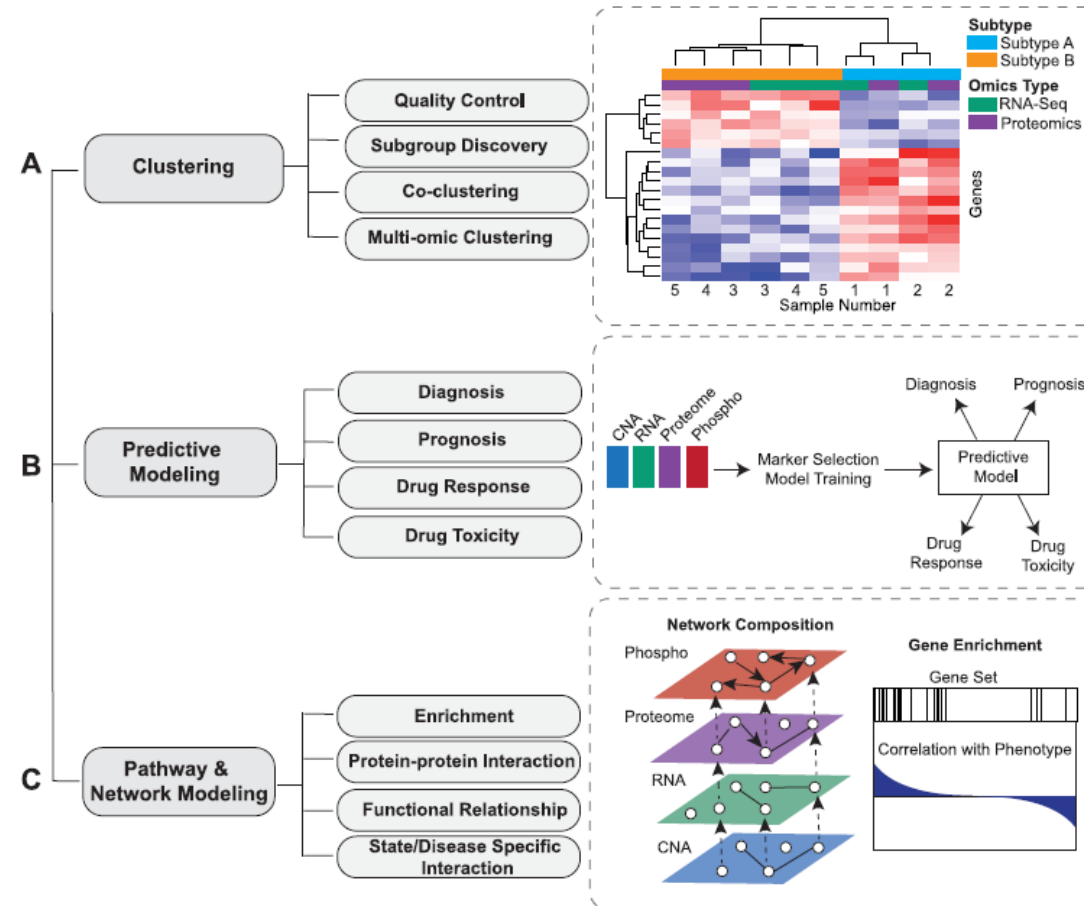 A
Clustering
Quality Control
Subgroup Discovery
Co-clustering
Multi-omic Clustering
Subtype
Subtype A
Subtype B
Omics Type
RNA-Seq
Proteomics
Genes
5 4 3 3 4 5 1 1 2 2
Sample Number
B
Predictive
Modeling
Diagnosis
Prognosis
Drug Response
Drug Toxicity
CNA
RNA
Proteome
Phospho
Marker Selection
Model Training
Predictive
Model
Diagnosis
Prognosis
Drug
Response
Drug
Toxicity
C
Pathway &
Network Modeling
Enrichment
Protein-protein Interaction
Functional Relationship
State/Disease Specific
Interaction
Network Composition
Phospho
Proteome
RNA
CNA
Gene Enrichment
Gene Set
Correlation with Phenotype